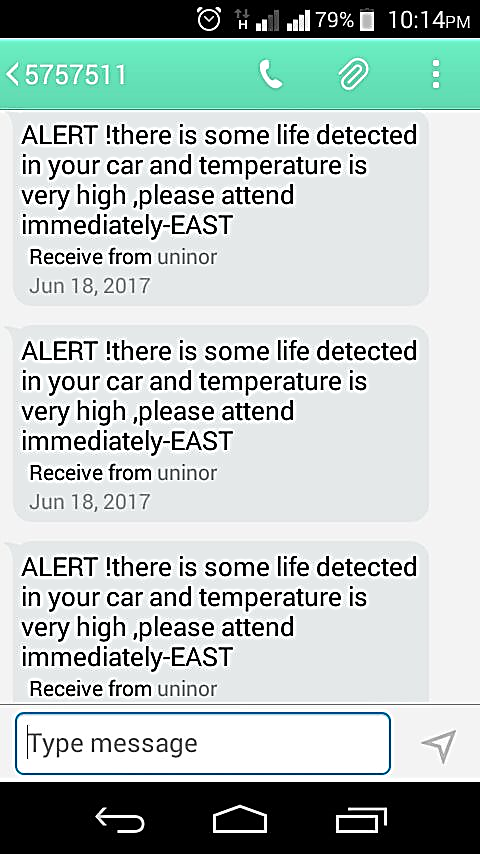 79% 10:14PM
5757511
ALERT !there is some life detected
in your car and temperature is
very high ,please attend
immediately-EAST
Receive from uninor
Jun 18, 2017
ALERT !there is some life detected
in your car and temperature is
very high ,please attend
immediately-EAST
Receive from uninor
Jun 18, 2017
ALERT !there is some life detected
in your car and temperature is
very high ,please attend
immediately-EAST
Receive from uninor
Type message